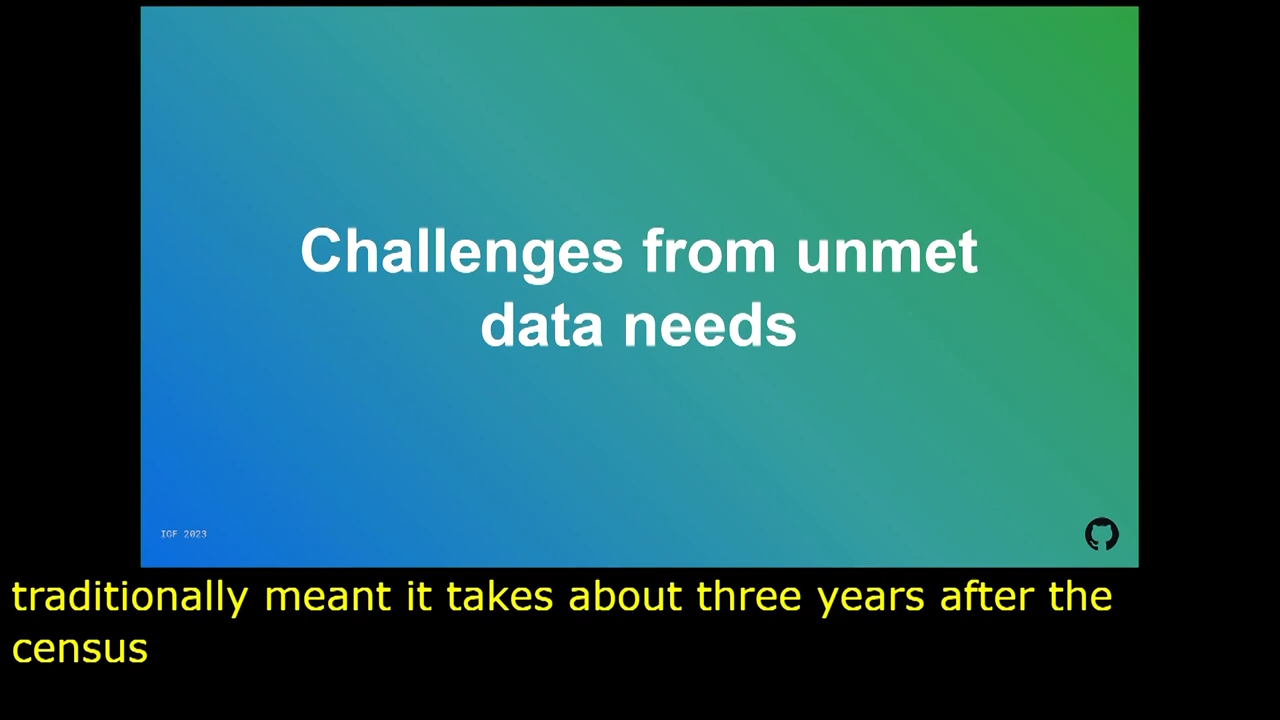 Challenges from unmet
data needs
IGF 2023
traditionally meant it takes about three years after the
census